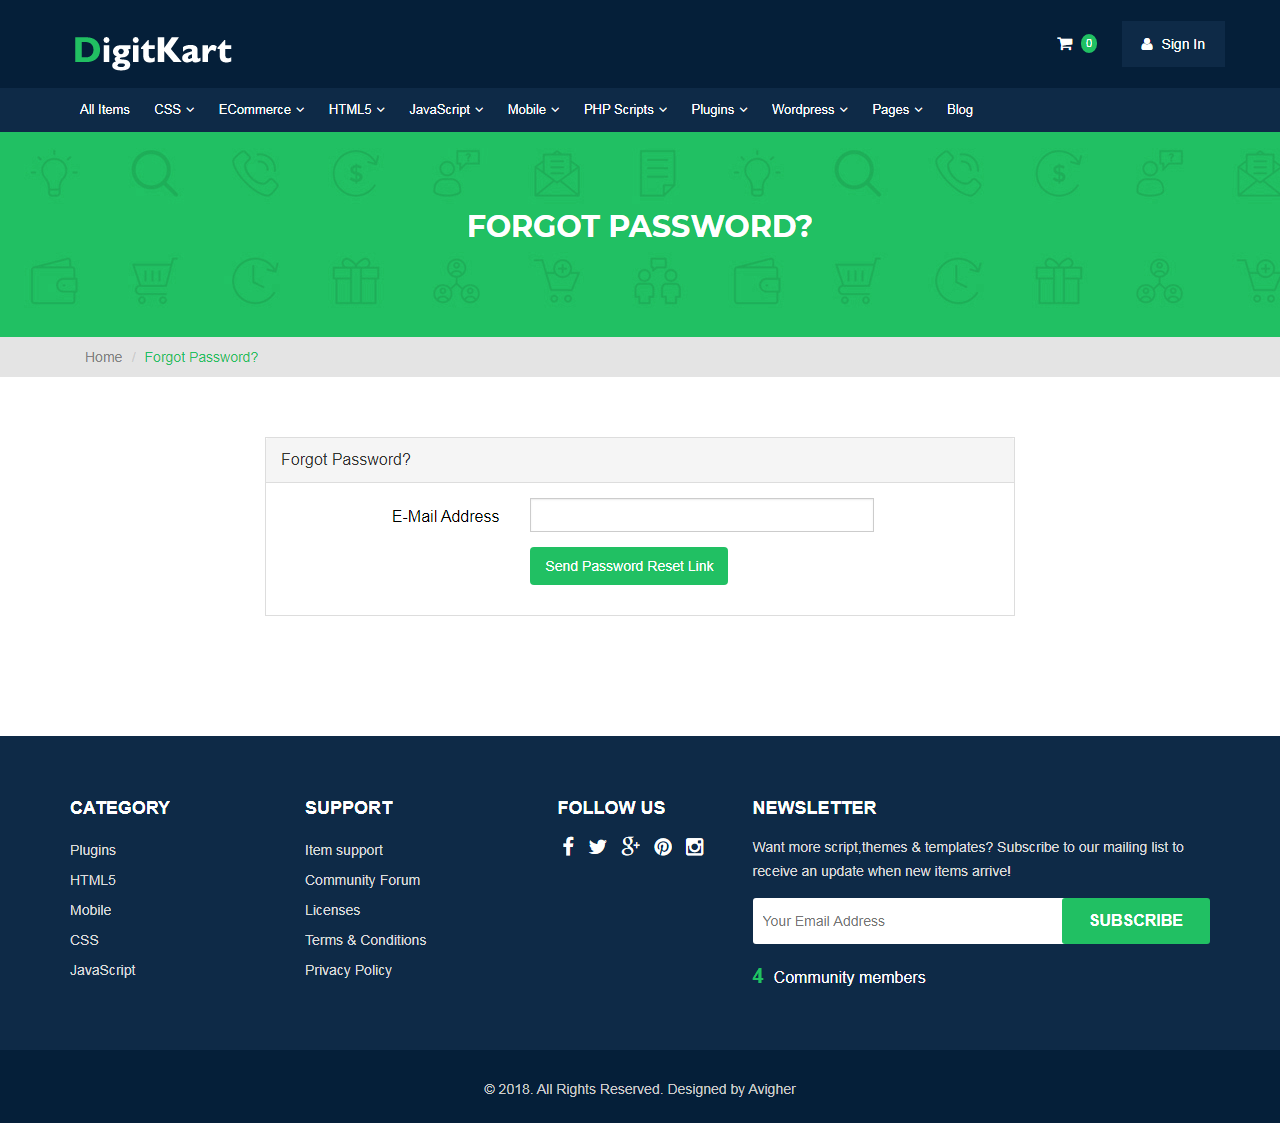 DigitKart
0
Sign In
All Items CSS ECommerce HTML5 JavaScript Mobile PHP Scripts Plugins Wordpress Pages Blog
FORGOT PASSWORD?
Home / Forgot Password?
Forgot Password?
E-Mail Address
Send Password Reset Link
CATEGORY
Plugins
HTML5
Mobile
CSS
JavaScript
SUPPORT
Item support
Community Forum
Licenses
Terms & Conditions
Privacy Policy
FOLLOW US
NEWSLETTER
Want more script,themes & templates? Subscribe to our mailing list to
receive an update when new items arrive!
Your Email Address
SUBSCRIBE
4 Community members
© 2018. All Rights Reserved. Designed by Avigher